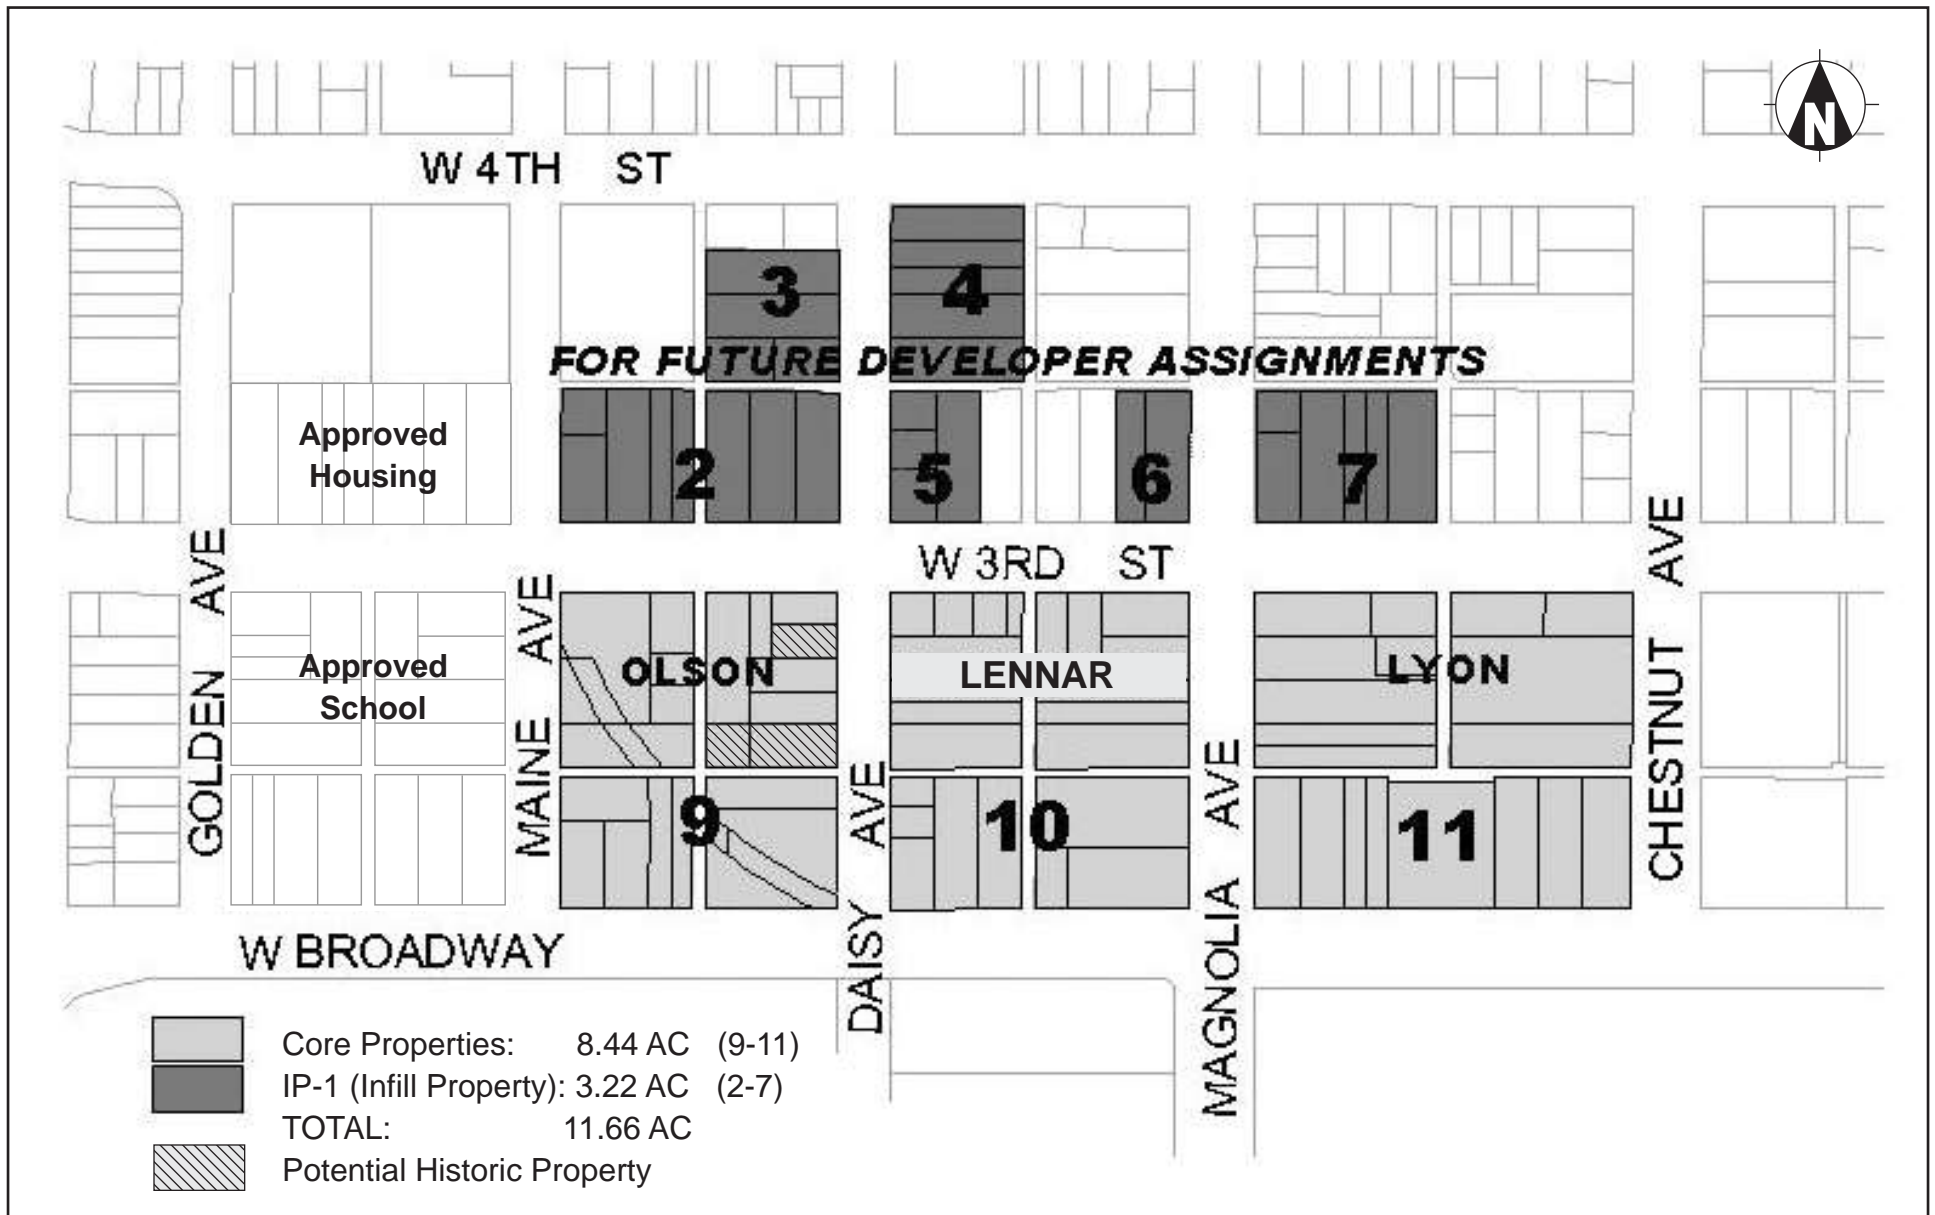 N
W 4TH ST
3
4
FOR FUTURE DEVELOPER ASSIGNMENTS
Approved
Housing
2
5
6
7
W 3RD ST
GOLDEN AVE
MAINE AVE
DAISY AVE
MAGNOLIA AVE
CHESTNUT AVE
Approved
School
OLSON
LENNAR
LYON
9
10
11
W BROADWAY
Core Properties: 8.44 AC (9-11)
IP-1 (Infill Property): 3.22 AC (2-7)
TOTAL: 11.66 AC
Potential Historic Property